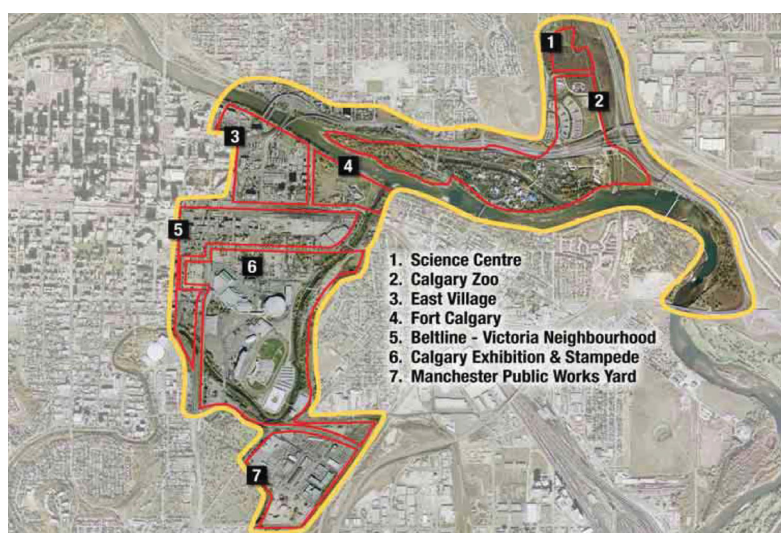 1
2
3
4
5
6
7
1. Science Centre
2. Calgary Zoo
3. East Village
4. Fort Calgary
5. Beltline - Victoria Neighbourhood
6. Calgary Exhibition & Stampede
7. Manchester Public Works Yard